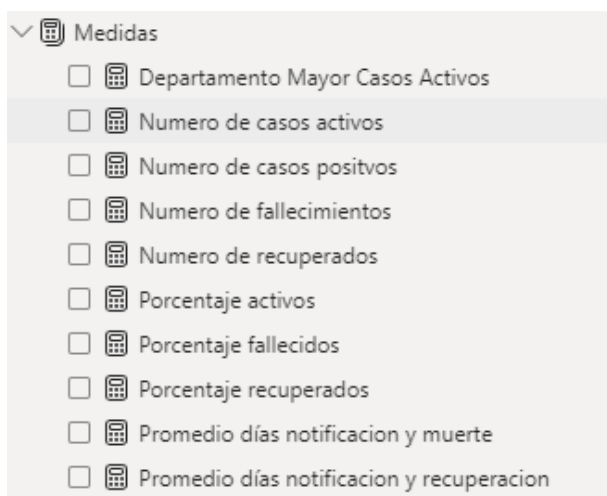 Medidas
Departamento Mayor Casos Activos
Numero de casos activos
Numero de casos positvos
Numero de fallecimientos
Numero de recuperados
Porcentaje activos
Porcentaje fallecidos
Porcentaje recuperados
Promedio días notificacion y muerte
Promedio días notificacion y recuperacion